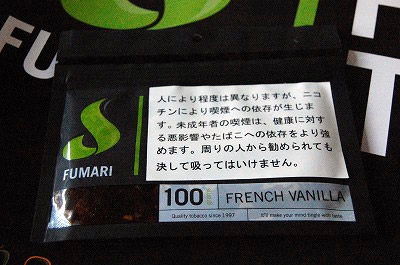 FUMARI
T
人により程度は異なりますが、ニコ
チンにより喫煙への依存が生じま
す。未成年者の喫煙は、健康に対す
る悪影響やたばこへの依存をより強
めます。周りの人から勧められても
決して吸ってはいけません。
FUMARI
100
FRENCH VANILLA
Quality tobacco since 1997
It'll make your mind tingle with taste